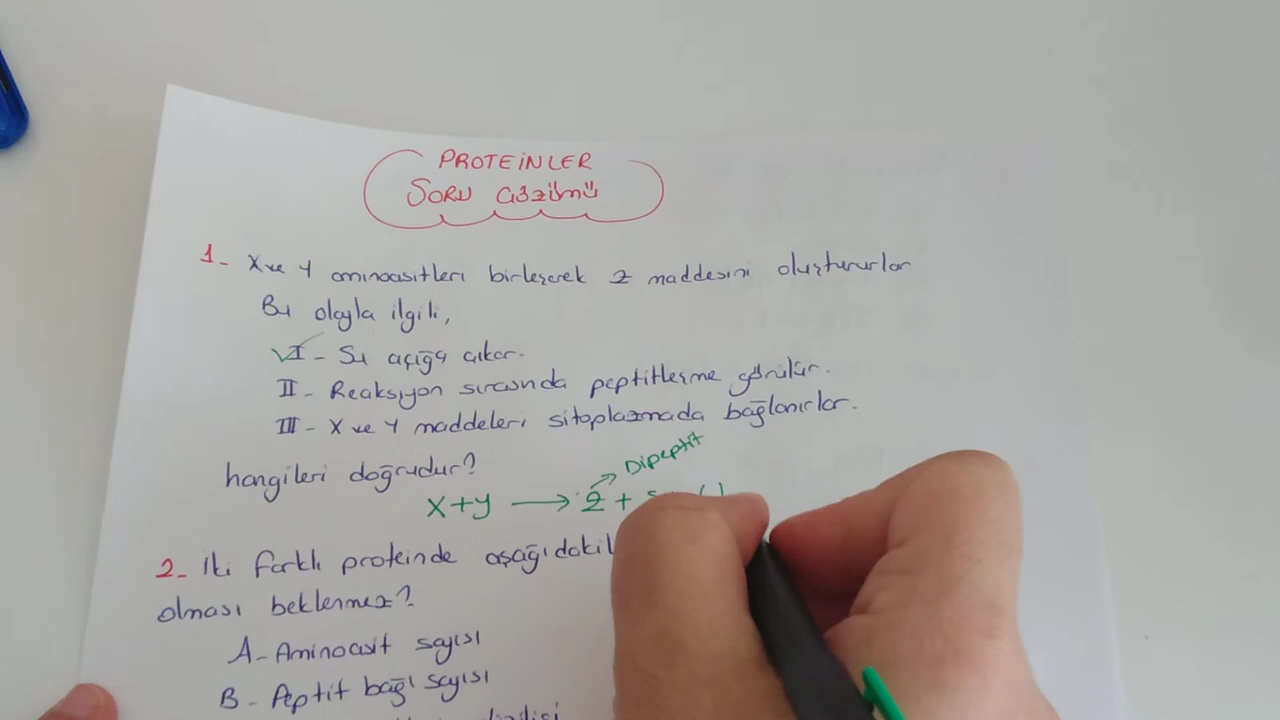 PROTEİNLER
SORU ÇÖZÜMÜ
1- X ve Y aminoasitleri birleşerek Z maddesini oluştururlar
Bu olayla ilgili,
I - Su açığa çıkar.
II - Reaksiyon sırasında peptitleşme görülür.
III - X ve Y maddeleri sitoplazmada bağlanırlar.
hangileri doğrudur?
Dipeptit
X+Y → Z +
2- İki farklı proteinde
olması beklenmez?
A- Aminoasit sayısı
B- Peptit bağı sayısı